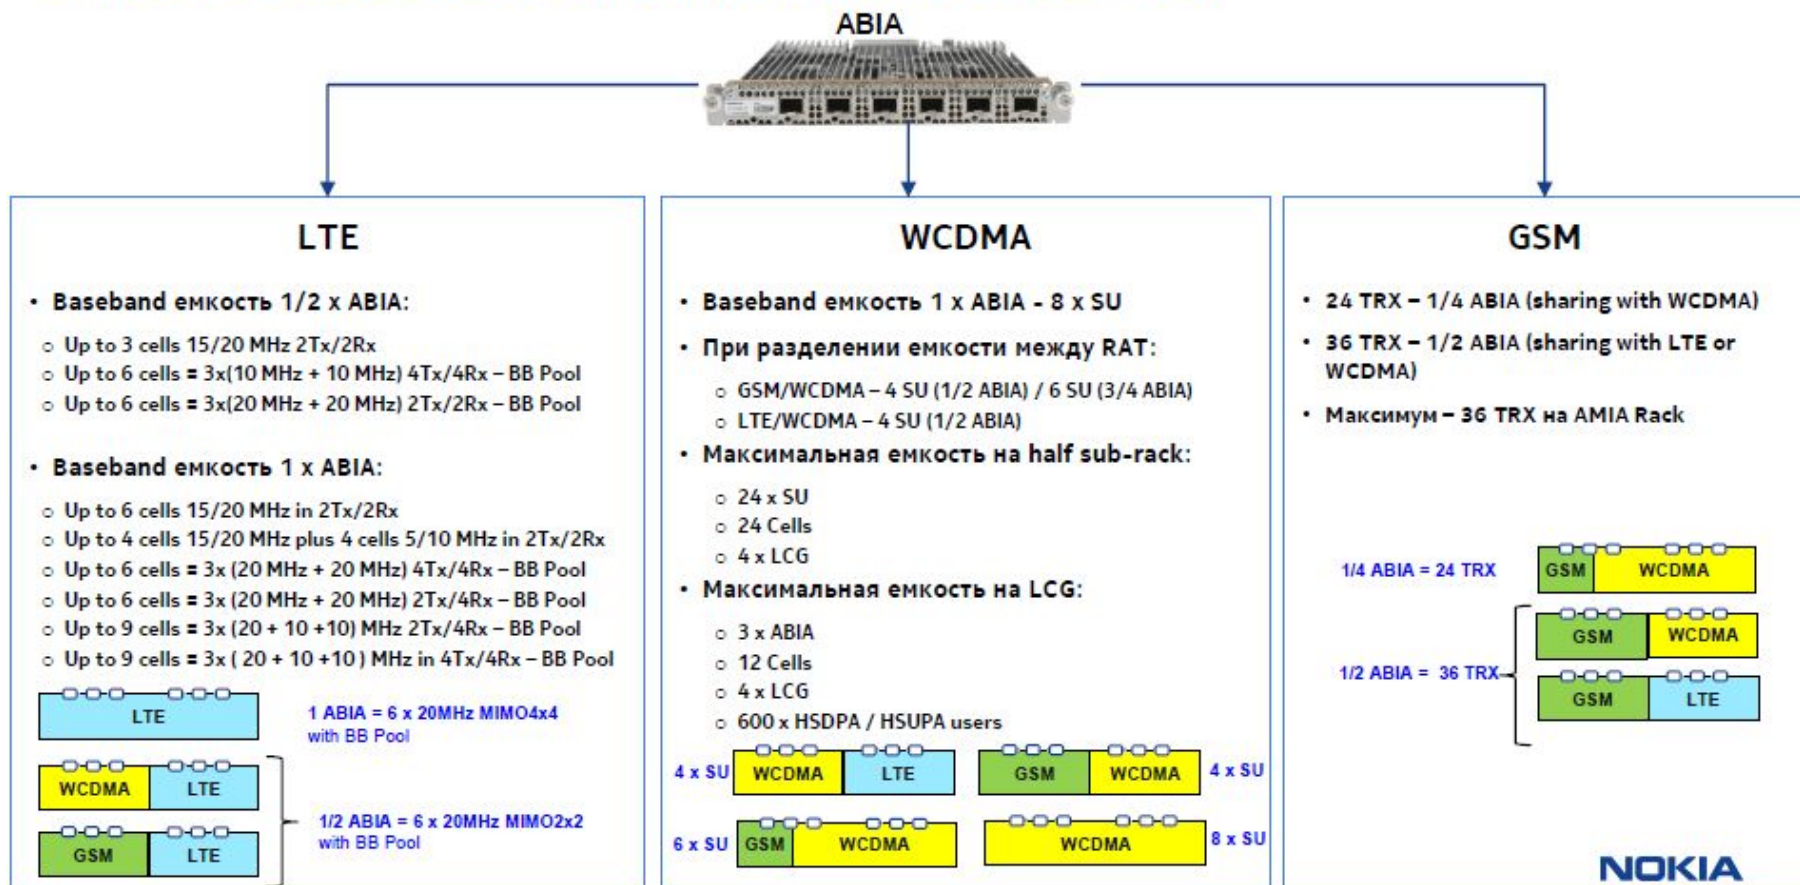 ABIA
LTE
• Baseband емкость 1/2 x ABIA:
o Up to 3 cells 15/20 MHz 2Tx/2Rx
o Up to 6 cells = 3x(10 MHz + 10 MHz) 4Tx/4Rx – BB Pool
o Up to 6 cells = 3x(20 MHz + 20 MHz) 2Tx/2Rx – BB Pool
• Baseband емкость 1 x ABIA:
o Up to 6 cells 15/20 MHz in 2Tx/2Rx
o Up to 4 cells 15/20 MHz plus 4 cells 5/10 MHz in 2Tx/2Rx
o Up to 6 cells = 3x (20 MHz + 20 MHz) 4Tx/4Rx – BB Pool
o Up to 6 cells = 3x (20 MHz + 20 MHz) 2Tx/4Rx – BB Pool
o Up to 9 cells = 3x (20 + 10 +10) MHz 2Tx/4Rx – BB Pool
o Up to 9 cells = 3x ( 20 + 10 +10 ) MHz in 4Tx/4Rx – BB Pool
LTE
1 ABIA = 6 x 20MHz MIMO4x4
with BB Pool
WCDMA LTE
GSM LTE
1/2 ABIA = 6 x 20MHz MIMO2x2
with BB Pool
WCDMA
• Baseband емкость 1 x ABIA - 8 x SU
• При разделении емкости между RAT:
o GSM/WCDMA – 4 SU (1/2 ABIA) / 6 SU (3/4 ABIA)
o LTE/WCDMA – 4 SU (1/2 ABIA)
• Максимальная емкость на half sub-rack:
o 24 x SU
o 24 Cells
o 4 x LCG
• Максимальная емкость на LCG:
o 3 x ABIA
o 12 Cells
o 4 x LCG
o 600 x HSDPA / HSUPA users
4 x SU WCDMA LTE GSM WCDMA 4 x SU
6 x SU GSM WCDMA WCDMA 8 x SU
GSM
• 24 TRX – 1/4 ABIA (sharing with WCDMA)
• 36 TRX – 1/2 ABIA (sharing with LTE or
WCDMA)
• Максимум – 36 TRX на AMIA Rack
1/4 ABIA = 24 TRX GSM WCDMA
GSM WCDMA
1/2 ABIA = 36 TRX
GSM LTE
NOKIA